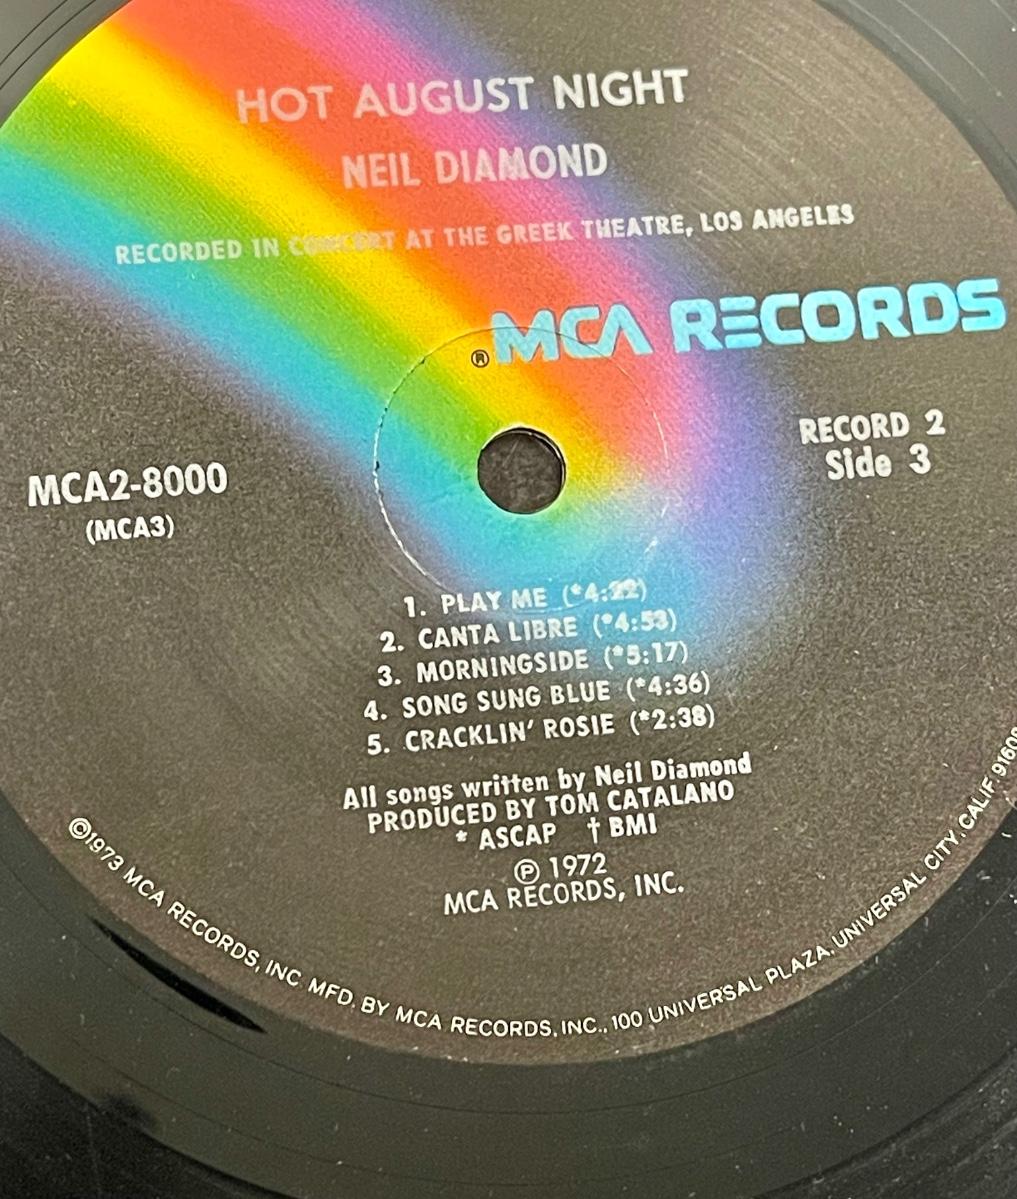 HOT AUGUST NIGHT
NEIL DIAMOND
RECORDED IN CONCERT AT THE GREEK THEATRE, LOS ANGELES
®MCA RECORDS
RECORD 2
Side 3
MCA2-8000
(MCA3)
1. PLAY ME (*4:22)
2. CANTA LIBRE (*4:53)
3. MORNINGSIDE (*5:17)
4. SONG SUNG BLUE (*4:36)
5. CRACKLIN' ROSIE (*2:38)
All songs written by Neil Diamond
PRODUCED BY TOM CATALANO
* ASCAP † BMI
℗ 1972
MCA RECORDS, INC.
©1973 MCA RECORDS, INC. MFD. BY MCA RECORDS, INC., 100 UNIVERSAL PLAZA, UNIVERSAL CITY, CALIF. 91608